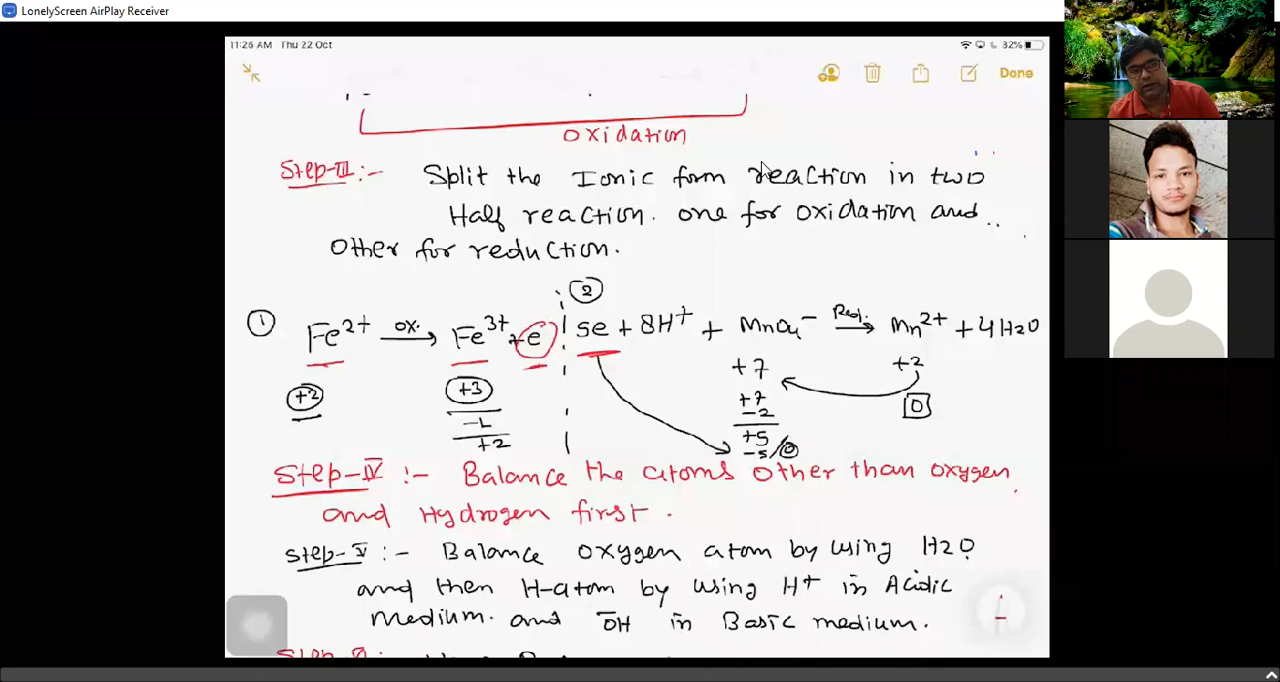 LonelyScreen AirPlay Receiver
11:26 AM Thu 22 Oct
32%
Done
oxidation
Step-III :- Split the Ionic form reaction in two
Half reaction. one for oxidation and
other for reduction.
① Fe²⁺ —ox.→ Fe³⁺ + e
② 5e + 8H⁺ + MnO4⁻ —Red.→ Mn²⁺ + 4H2O
+2
+3
-1
+2
+7
+7
-2
+5
-5/0
+2
0
Step-IV :- Balance the atoms other than oxygen
and Hydrogen first.
Step-V :- Balance oxygen atom by using H2O
and then H-atom by using H+ in Acidic
medium. and ŌH in Basic medium.